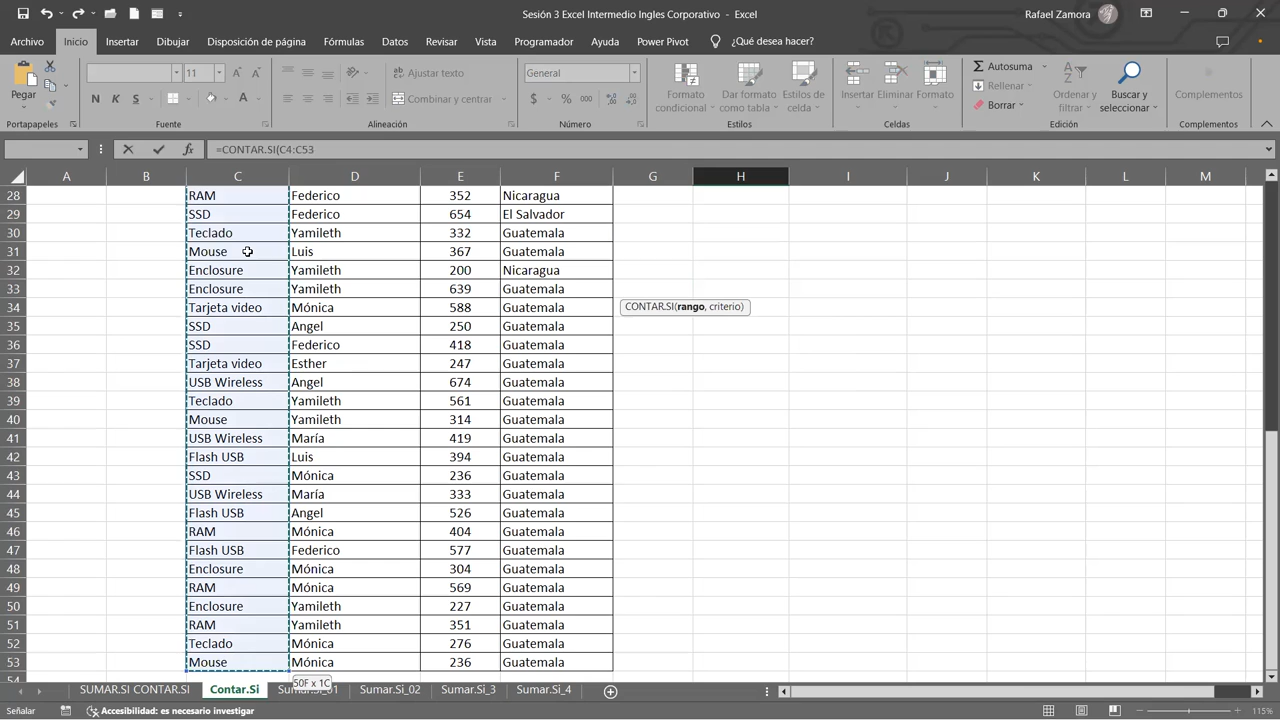 Sesión 3 Excel Intermedio Ingles Corporativo - Excel
Rafael Zamora
Archivo Inicio Insertar Dibujar Disposición de página Fórmulas Datos Revisar Vista Programador Ayuda Power Pivot ¿Qué desea hacer?
Pegar
11
N K S
Ajustar texto
Combinar y centrar
General
$ % 000
Formato condicional
Dar formato como tabla
Estilos de celda
Insertar Eliminar Formato
Autosuma
Rellenar
Borrar
Ordenar y filtrar
Buscar y seleccionar
Complementos
Portapapeles Fuente Alineación Número Estilos Celdas Edición Complementos
fx =CONTAR.SI(C4:C53
A B C D E F G H I J K L M
28 RAM Federico 352 Nicaragua
29 SSD Federico 654 El Salvador
30 Teclado Yamileth 332 Guatemala
31 Mouse Luis 367 Guatemala
32 Enclosure Yamileth 200 Nicaragua
33 Enclosure Yamileth 639 Guatemala
34 Tarjeta video Mónica 588 Guatemala CONTAR.SI(rango, criterio)
35 SSD Angel 250 Guatemala
36 SSD Federico 418 Guatemala
37 Tarjeta video Esther 247 Guatemala
38 USB Wireless Angel 674 Guatemala
39 Teclado Yamileth 561 Guatemala
40 Mouse Yamileth 314 Guatemala
41 USB Wireless María 419 Guatemala
42 Flash USB Luis 394 Guatemala
43 SSD Mónica 236 Guatemala
44 USB Wireless María 333 Guatemala
45 Flash USB Angel 526 Guatemala
46 RAM Mónica 404 Guatemala
47 Flash USB Federico 577 Guatemala
48 Enclosure Mónica 304 Guatemala
49 RAM Mónica 569 Guatemala
50 Enclosure Yamileth 227 Guatemala
51 RAM Yamileth 351 Guatemala
52 Teclado Mónica 276 Guatemala
53 Mouse Mónica 236 Guatemala
54
50F x 1C
SUMAR.SI CONTAR.SI Contar.Si Sumar.Si_01 Sumar.Si_02 Sumar.Si_3 Sumar.Si_4
Señalar Accesibilidad: es necesario investigar 115%